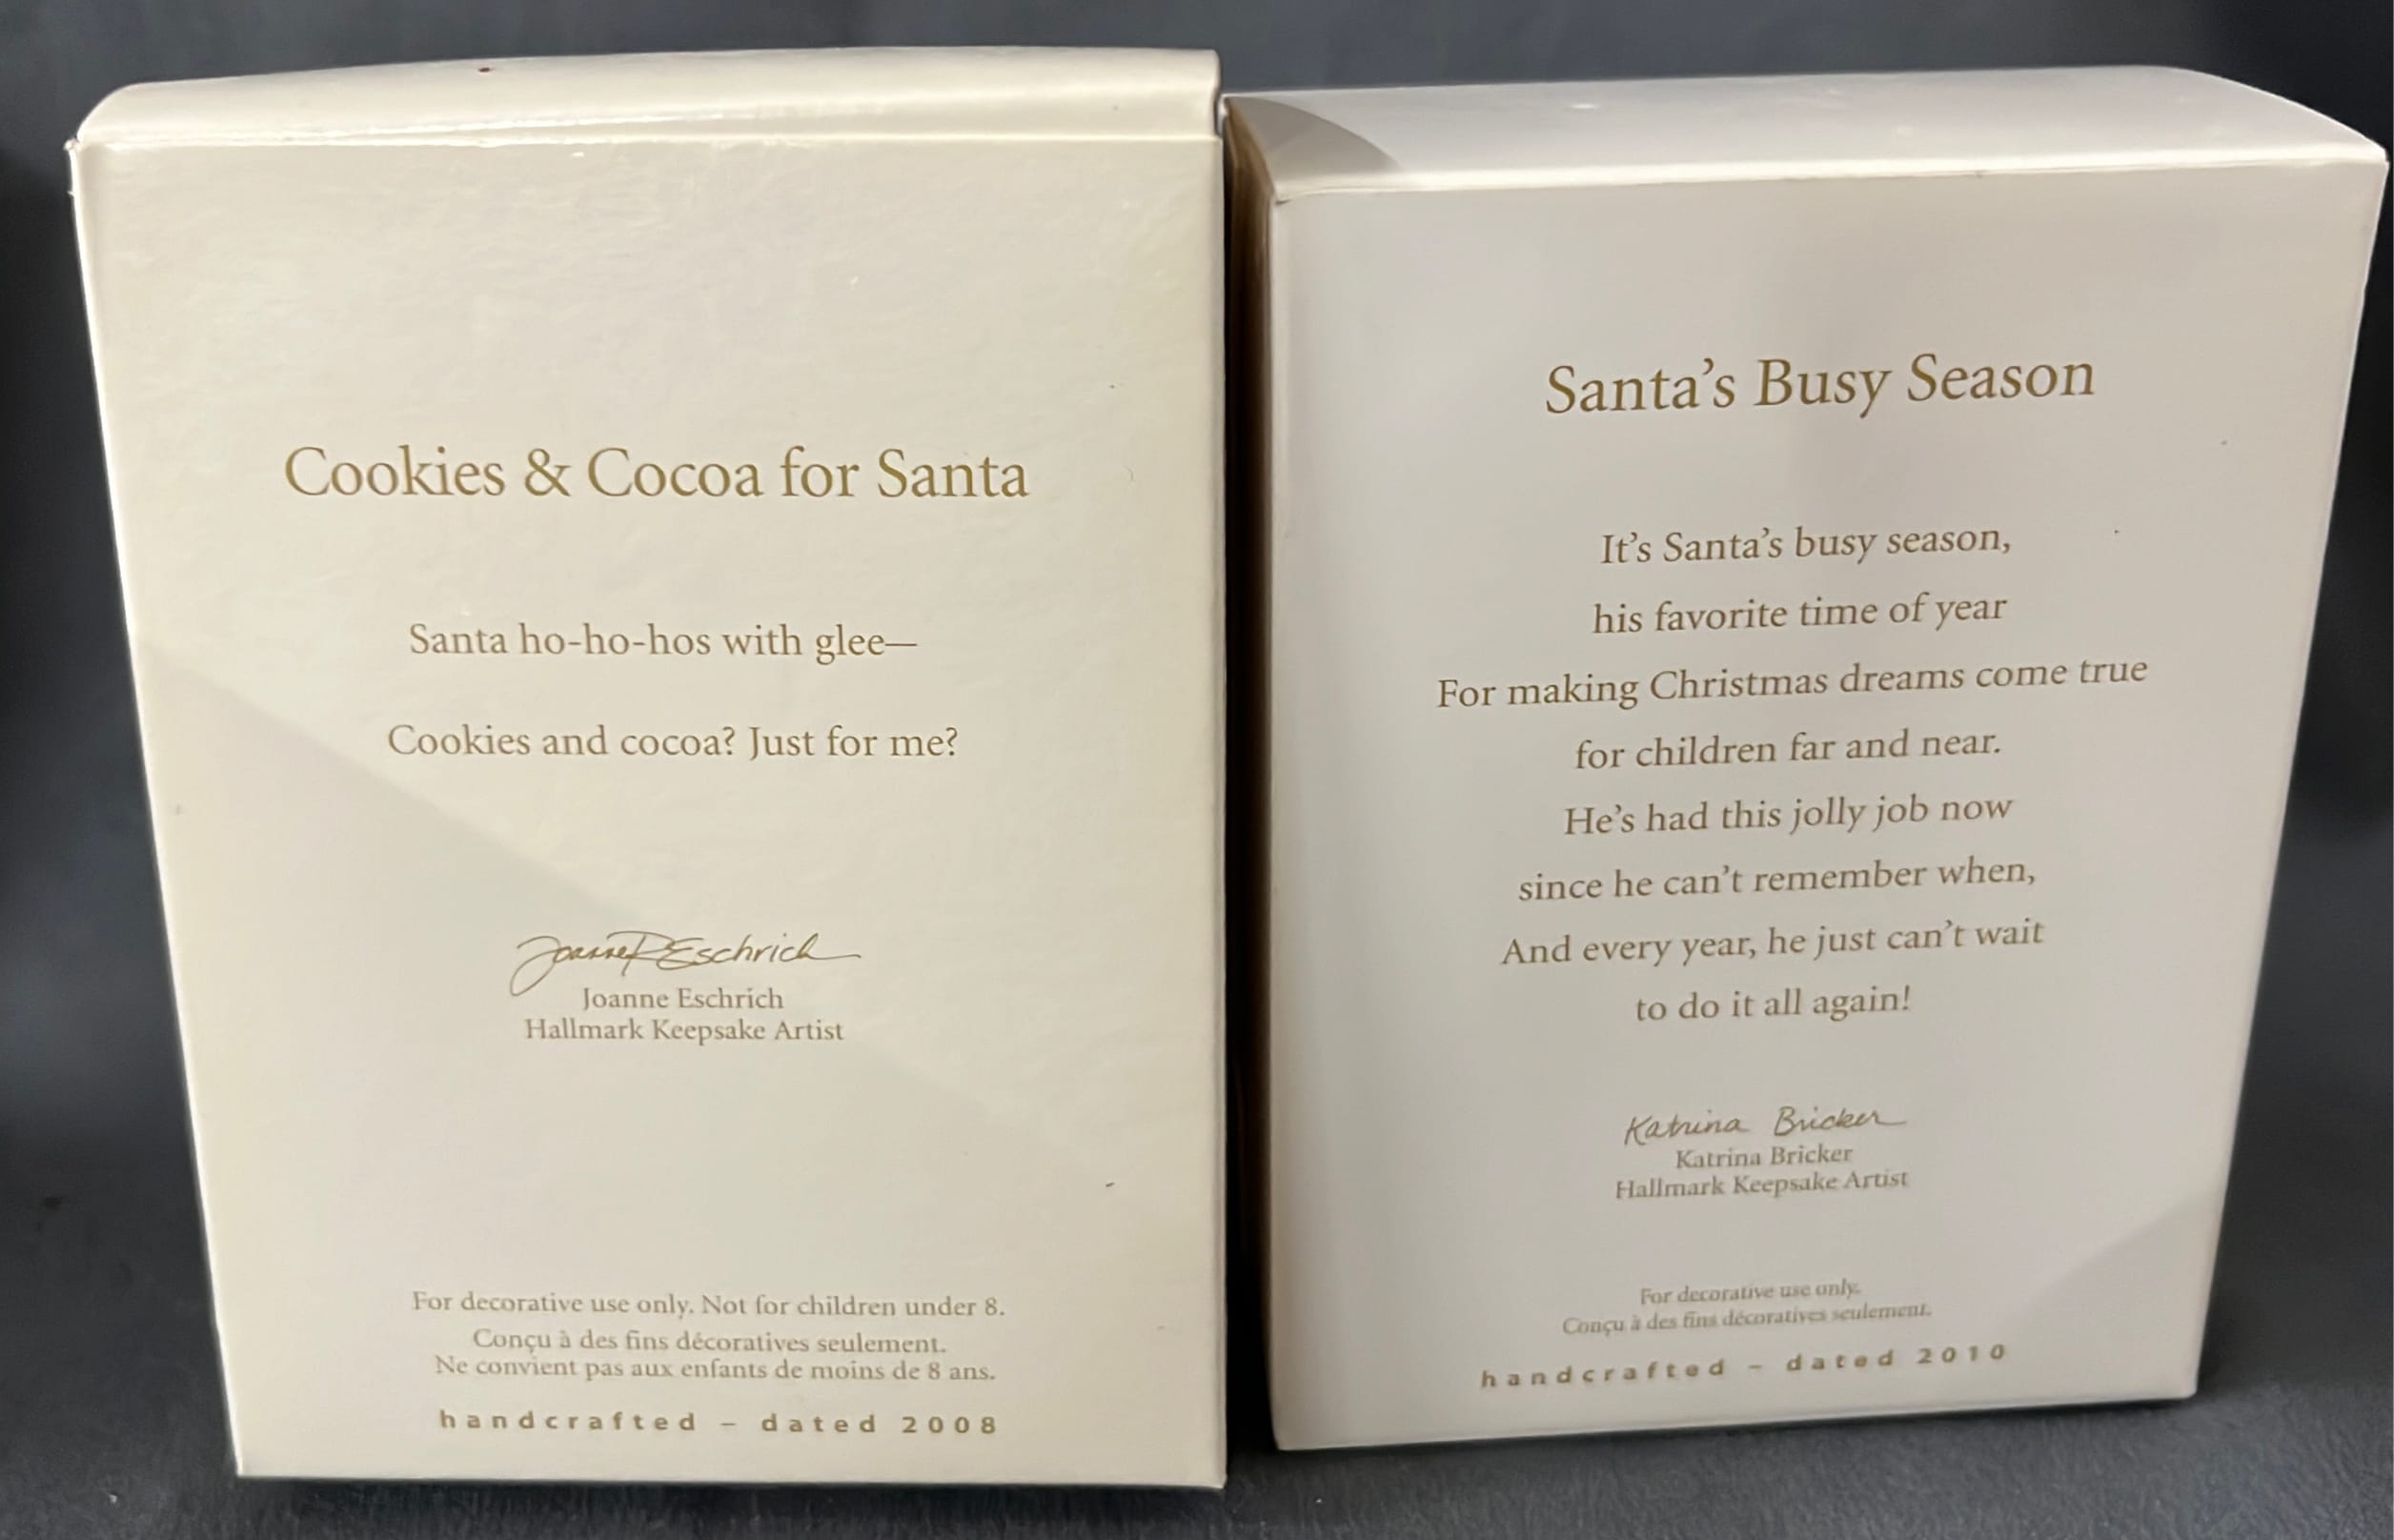 Cookies & Cocoa for Santa
Santa ho-ho-hos with glee—
Cookies and cocoa? Just for me?
Joanne R Eschrich
Joanne Eschrich
Hallmark Keepsake Artist
For decorative use only. Not for children under 8.
Conçu à des fins décoratives seulement.
Ne convient pas aux enfants de moins de 8 ans.
handcrafted – dated 2008
Santa's Busy Season
It's Santa's busy season,
his favorite time of year
For making Christmas dreams come true
for children far and near.
He's had this jolly job now
since he can't remember when,
And every year, he just can't wait
to do it all again!
Katrina Bricker
Katrina Bricker
Hallmark Keepsake Artist
For decorative use only.
Conçu à des fins décoratives seulement.
handcrafted – dated 2010